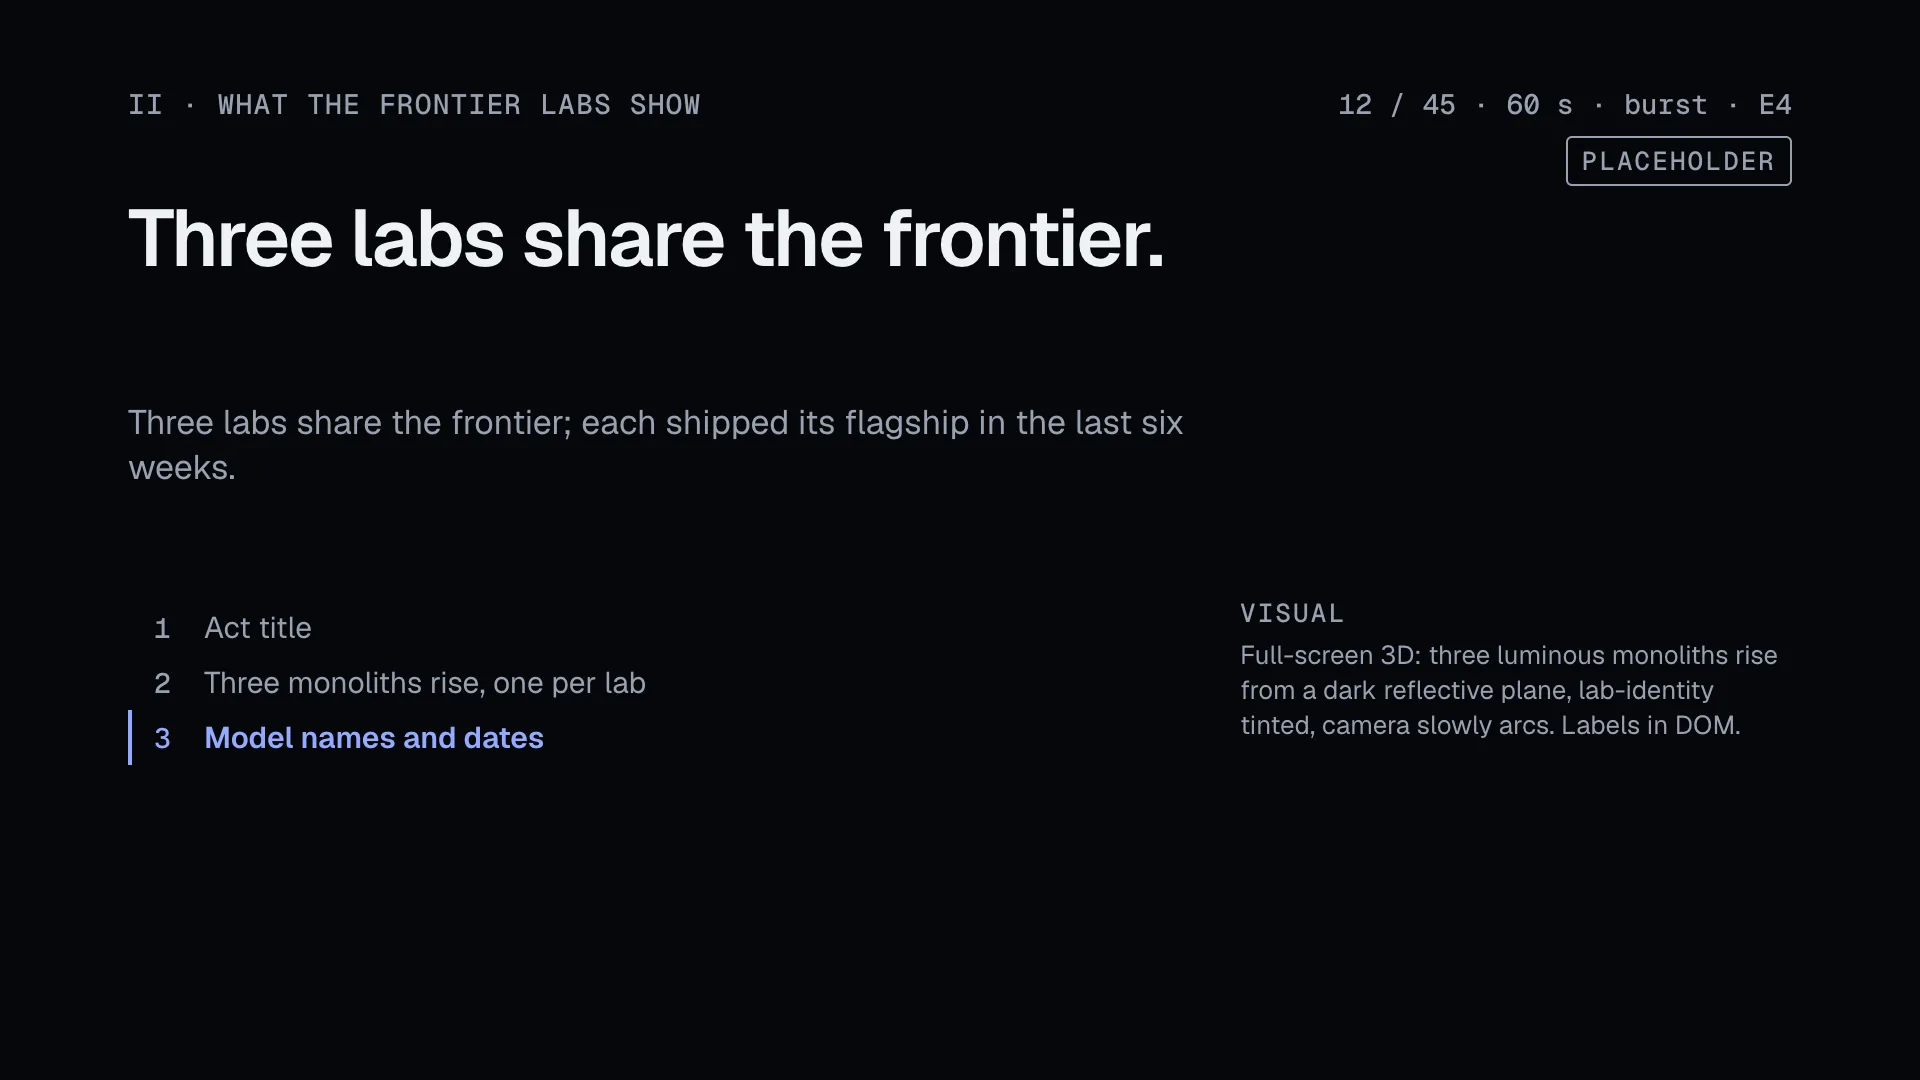 II · WHAT THE FRONTIER LABS SHOW
12 / 45 · 60 s · burst · E4
PLACEHOLDER
Three labs share the frontier.
Three labs share the frontier; each shipped its flagship in the last six
weeks.
1 Act title
2 Three monoliths rise, one per lab
3 Model names and dates
VISUAL
Full-screen 3D: three luminous monoliths rise
from a dark reflective plane, lab-identity
tinted, camera slowly arcs. Labels in DOM.